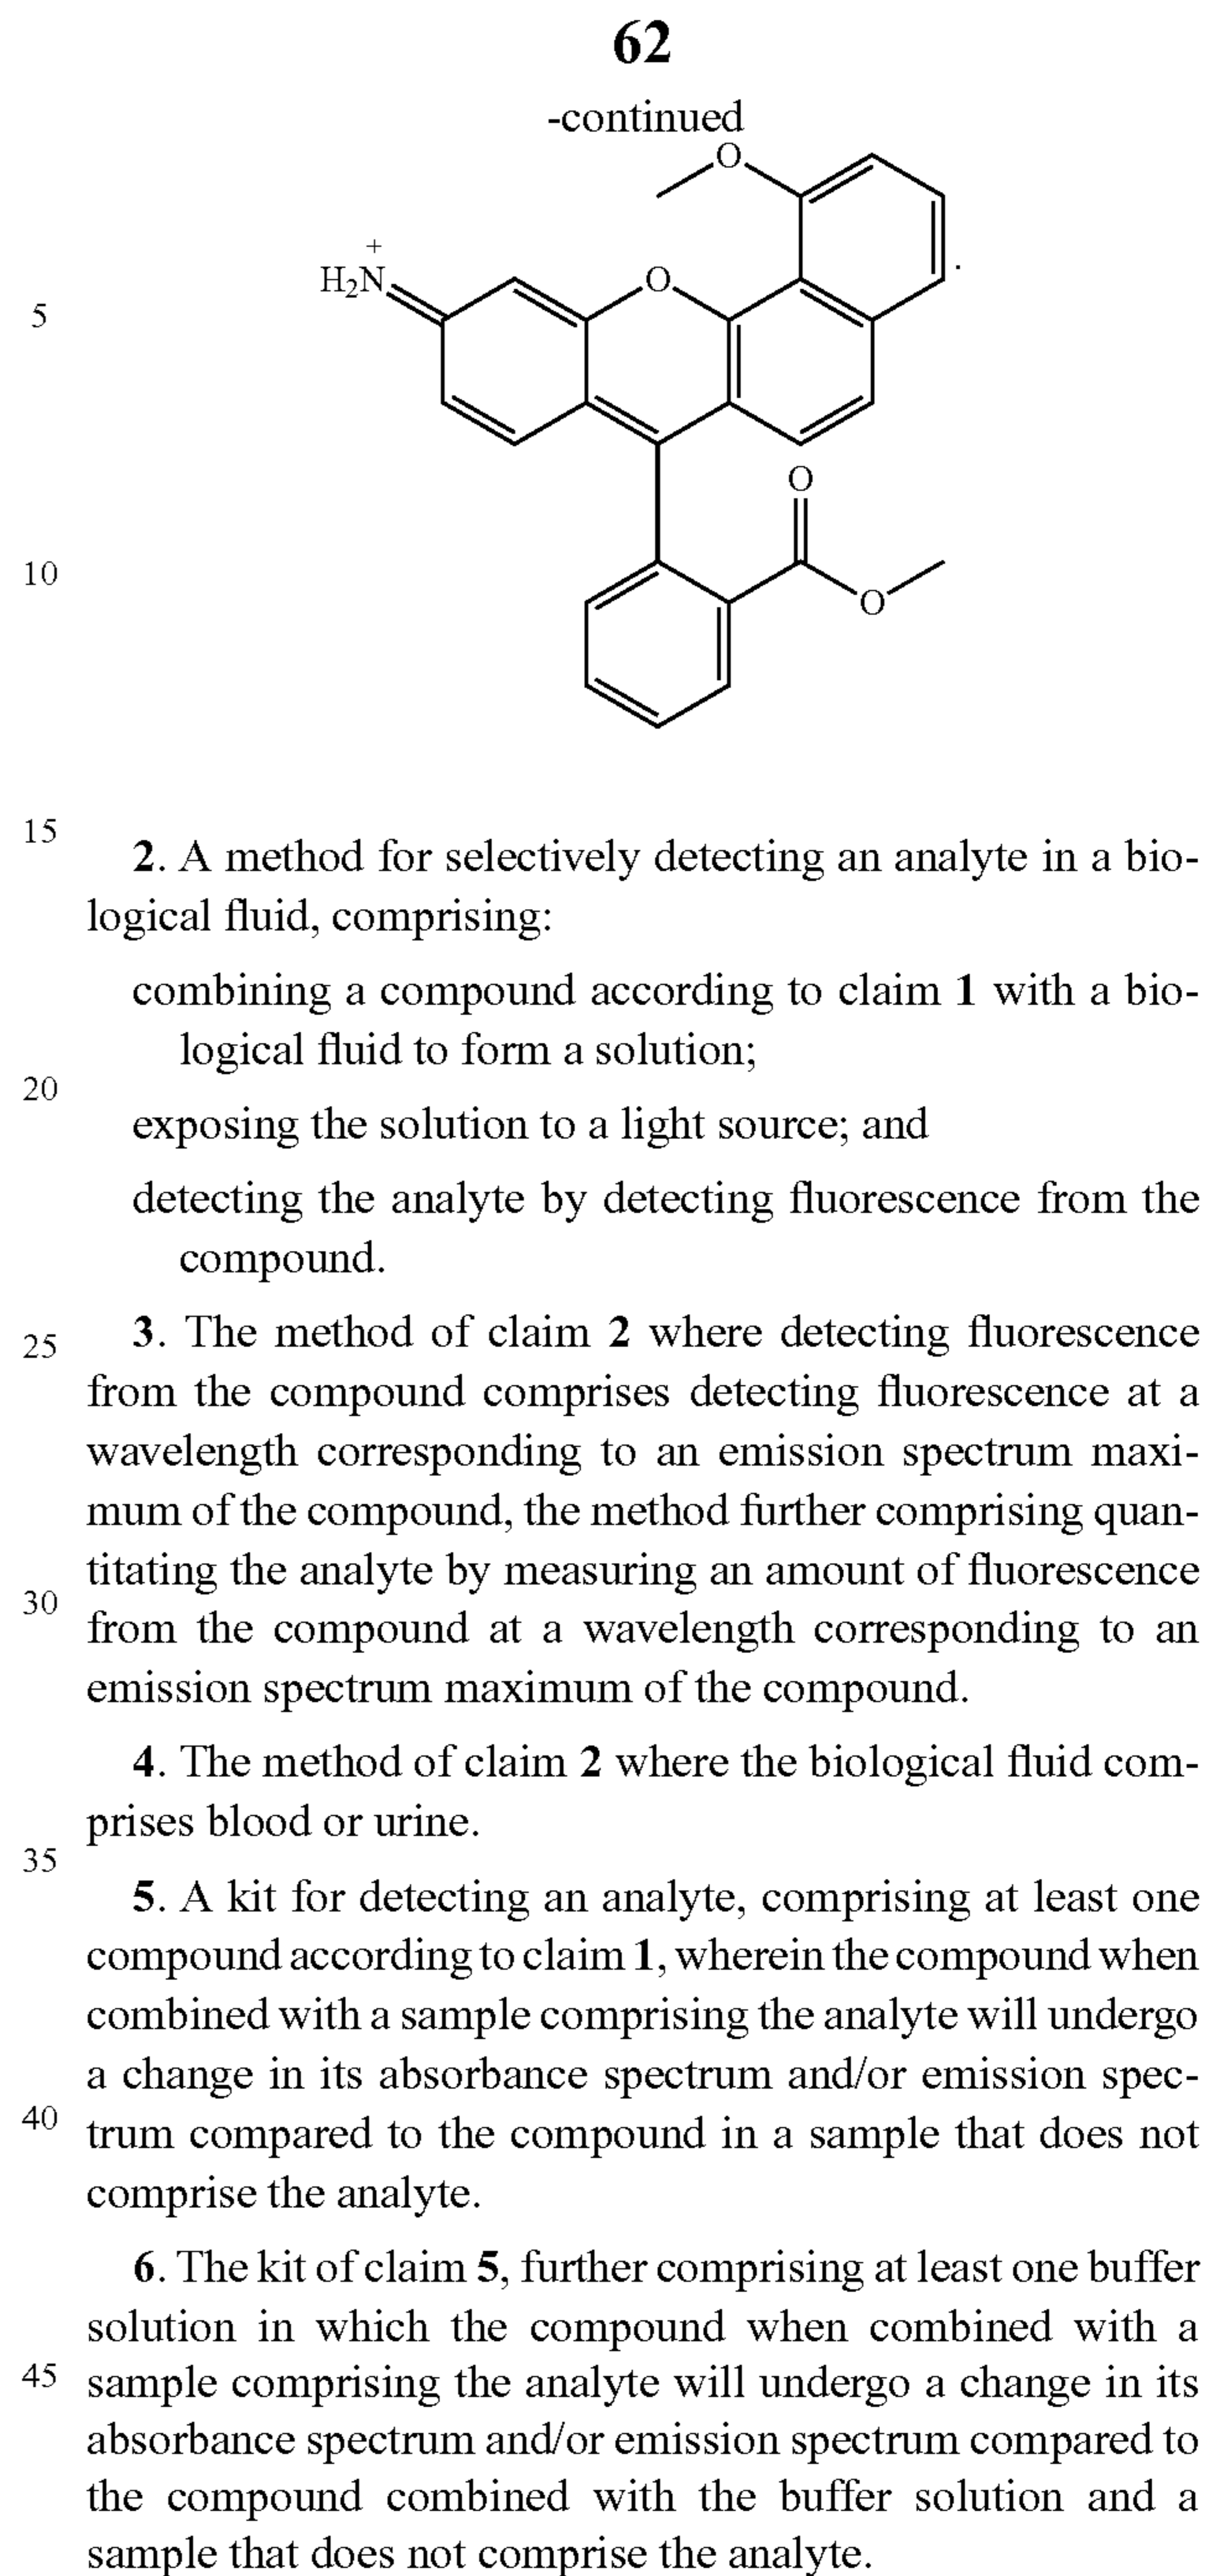 62
-continued
O
+
H2N
O
.
5
O
O
10
15
2. A method for selectively detecting an analyte in a bio-
logical fluid, comprising:
combining a compound according to claim 1 with a bio-
logical fluid to form a solution;
20
exposing the solution to a light source; and
detecting the analyte by detecting fluorescence from the
compound.
25
3. The method of claim 2 where detecting fluorescence
from the compound comprises detecting fluorescence at a
wavelength corresponding to an emission spectrum maxi-
mum of the compound, the method further comprising quan-
titating the analyte by measuring an amount of fluorescence
30
from the compound at a wavelength corresponding to an
emission spectrum maximum of the compound.
4. The method of claim 2 where the biological fluid com-
prises blood or urine.
35
5. A kit for detecting an analyte, comprising at least one
compound according to claim 1, wherein the compound when
combined with a sample comprising the analyte will undergo
a change in its absorbance spectrum and/or emission spec-
40
trum compared to the compound in a sample that does not
comprise the analyte.
6. The kit of claim 5, further comprising at least one buffer
solution in which the compound when combined with a
45
sample comprising the analyte will undergo a change in its
absorbance spectrum and/or emission spectrum compared to
the compound combined with the buffer solution and a
sample that does not comprise the analyte.